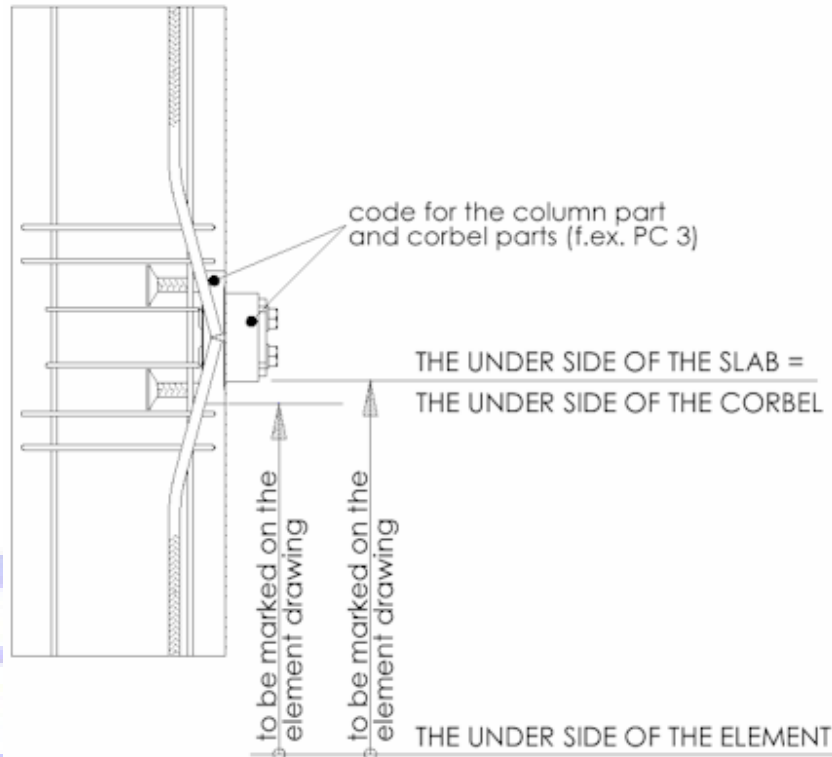 code for the column part
and corbel parts (f.ex. PC 3)
THE UNDER SIDE OF THE SLAB =
THE UNDER SIDE OF THE CORBEL
to be marked on the
element drawing
to be marked on the
element drawing
THE UNDER SIDE OF THE ELEMENT